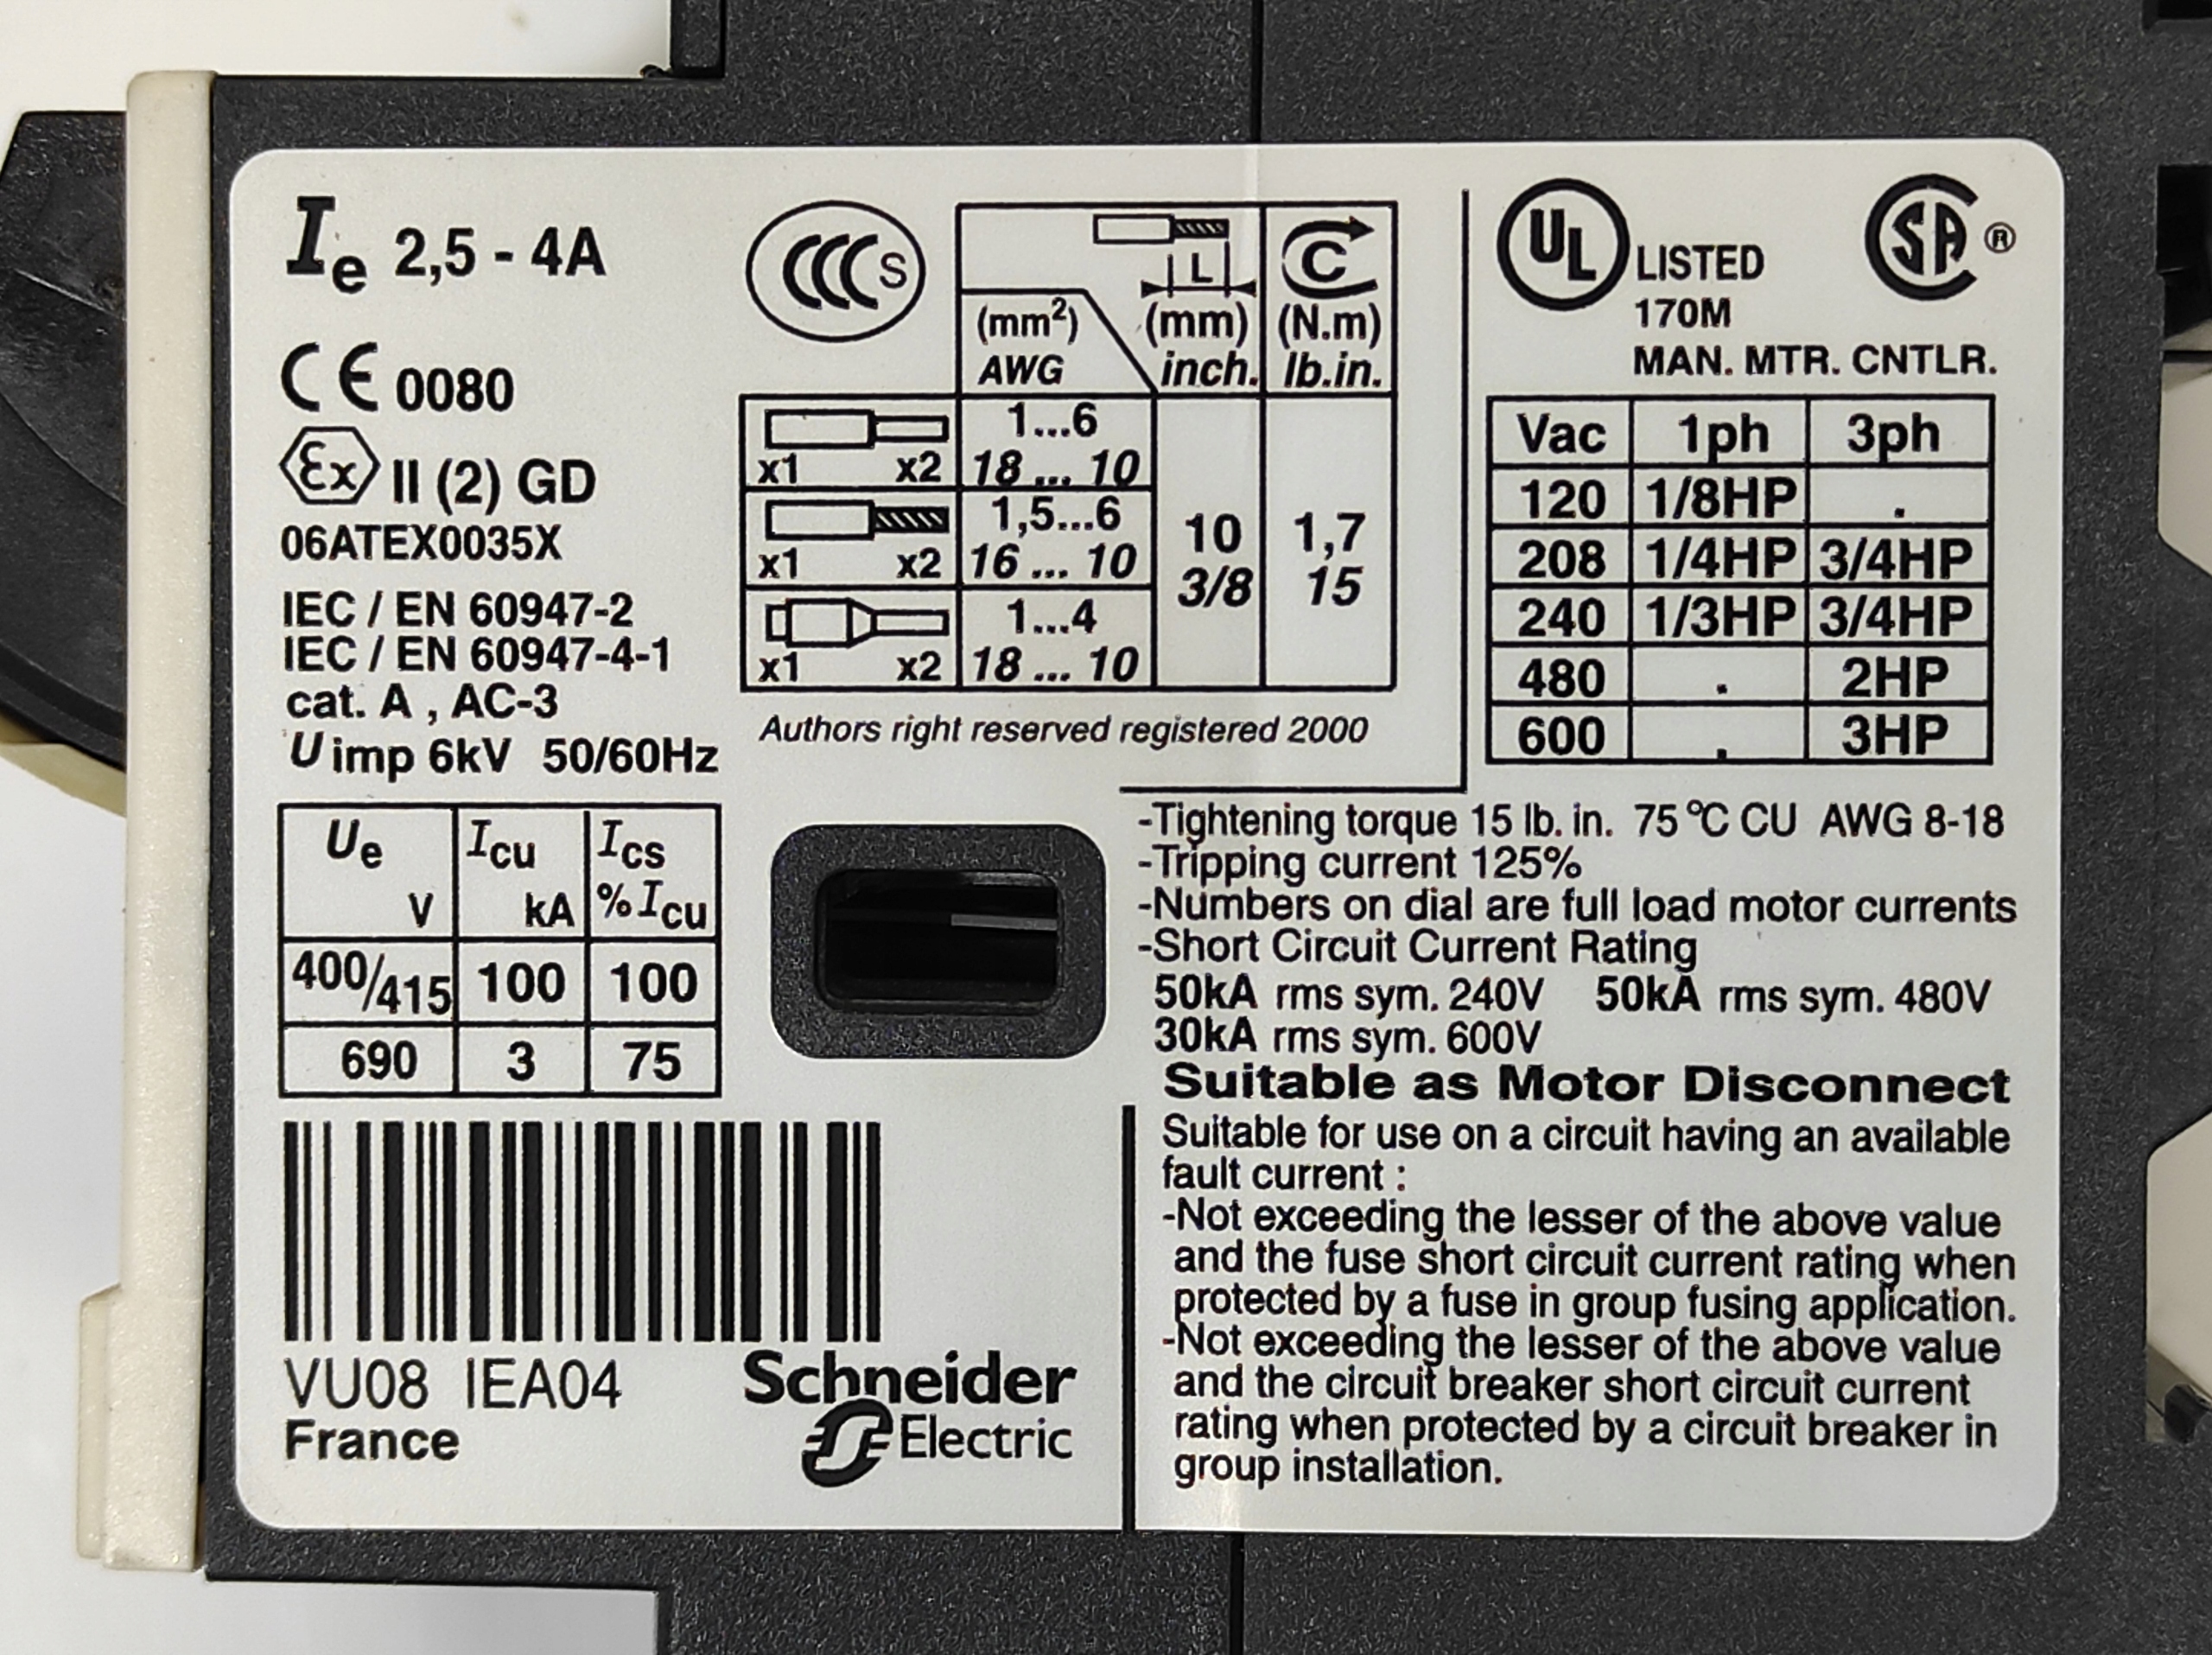 Ie 2,5 - 4A
CE 0080
Ex II (2) GD
06ATEX0035X
IEC / EN 60947-2
IEC / EN 60947-4-1
cat. A , AC-3
U imp 6kV 50/60Hz
Ue V Icu kA Ics % Icu
400/415 100 100
690 3 75
VU08 IEA04
France
Schneider
Electric
CCC S
L C
(mm²) (mm) (N.m)
AWG inch. lb.in.
1...6
x1 x2 18 ... 10
1,5...6
x1 x2 16 ... 10
1...4
x1 x2 18 ... 10
10 1,7
3/8 15
Authors right reserved registered 2000
UL LISTED SA ®
170M
MAN. MTR. CNTLR.
Vac 1ph 3ph
120 1/8HP .
208 1/4HP 3/4HP
240 1/3HP 3/4HP
480 . 2HP
600 . 3HP
-Tightening torque 15 lb. in. 75 °C CU AWG 8-18
-Tripping current 125%
-Numbers on dial are full load motor currents
-Short Circuit Current Rating
50kA rms sym. 240V 50kA rms sym. 480V
30kA rms sym. 600V
Suitable as Motor Disconnect
Suitable for use on a circuit having an available
fault current :
-Not exceeding the lesser of the above value
and the fuse short circuit current rating when
protected by a fuse in group fusing application.
-Not exceeding the lesser of the above value
and the circuit breaker short circuit current
rating when protected by a circuit breaker in
group installation.